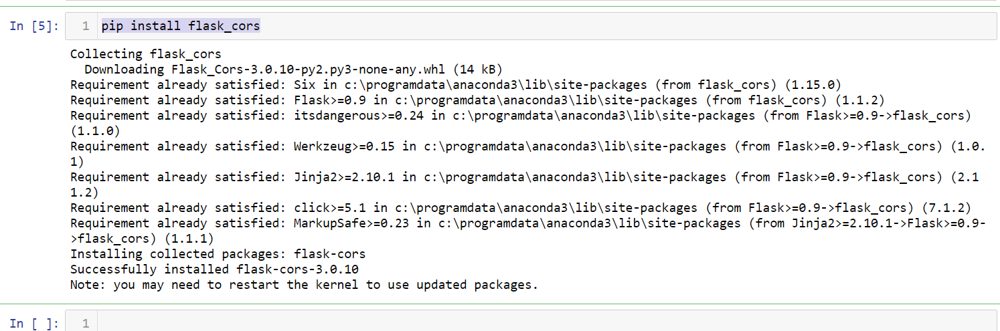 In [5]: 1 pip install flask_cors
Collecting flask_cors
  Downloading Flask_Cors-3.0.10-py2.py3-none-any.whl (14 kB)
Requirement already satisfied: Six in c:\programdata\anaconda3\lib\site-packages (from flask_cors) (1.15.0)
Requirement already satisfied: Flask>=0.9 in c:\programdata\anaconda3\lib\site-packages (from flask_cors) (1.1.2)
Requirement already satisfied: itsdangerous>=0.24 in c:\programdata\anaconda3\lib\site-packages (from Flask>=0.9->flask_cors)
(1.1.0)
Requirement already satisfied: Werkzeug>=0.15 in c:\programdata\anaconda3\lib\site-packages (from Flask>=0.9->flask_cors) (1.0.
1)
Requirement already satisfied: Jinja2>=2.10.1 in c:\programdata\anaconda3\lib\site-packages (from Flask>=0.9->flask_cors) (2.1
1.2)
Requirement already satisfied: click>=5.1 in c:\programdata\anaconda3\lib\site-packages (from Flask>=0.9->flask_cors) (7.1.2)
Requirement already satisfied: MarkupSafe>=0.23 in c:\programdata\anaconda3\lib\site-packages (from Jinja2>=2.10.1->Flask>=0.9-
>flask_cors) (1.1.1)
Installing collected packages: flask-cors
Successfully installed flask-cors-3.0.10
Note: you may need to restart the kernel to use updated packages.
In [ ]: 1